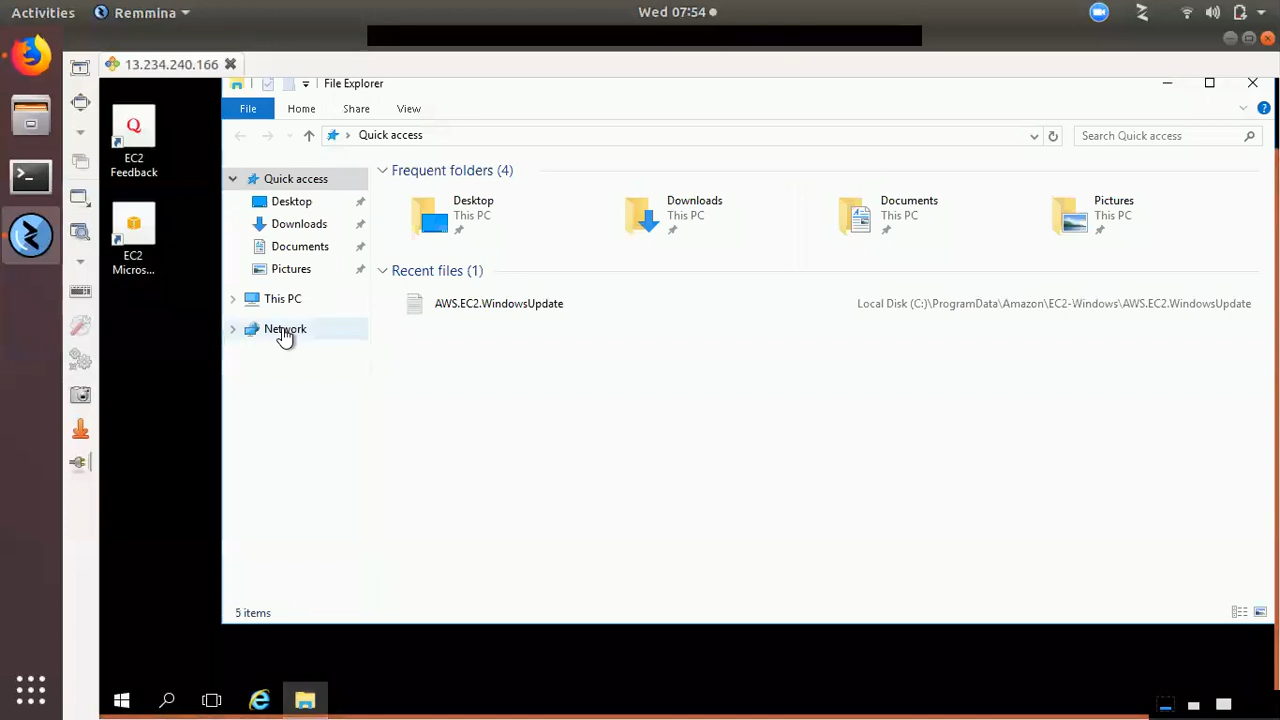 Activities Remmina Wed 07:54
13.234.240.166
File Explorer
File Home Share View
Quick access Search Quick access
Quick access
Desktop
Downloads
Documents
Pictures
This PC
Network
Frequent folders (4)
Desktop
This PC
Downloads
This PC
Documents
This PC
Pictures
This PC
Recent files (1)
AWS.EC2.WindowsUpdate Local Disk (C:)\ProgramData\Amazon\EC2-Windows\AWS.EC2.WindowsUpdate
5 items
Q
EC2
Feedback
EC2
Micros...